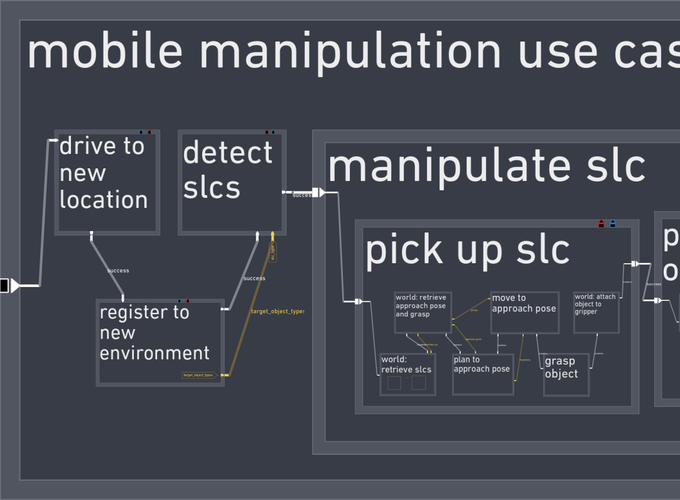 mobile manipulation use cas
drive to
new
location
detect
slcs
success
manipulate slc
success
success
register to
new
environment
target_object_types
target_object_types
pick up slc
p
o
world: retrieve
approach pose
and grasp
move to
approach pose
world: attach
object to
gripper
world:
retrieve slcs
plan to
approach pose
grasp
object